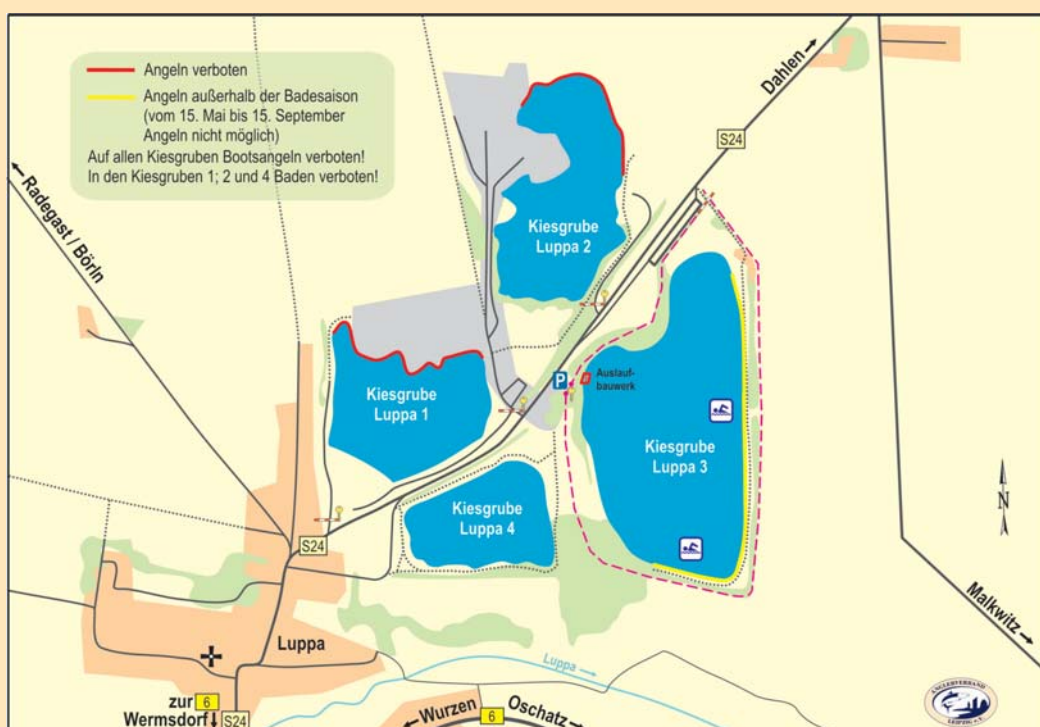 Angeln verboten
Angeln außerhalb der Badesaison
(vom 15. Mai bis 15. September
Angeln nicht möglich)
Auf allen Kiesgruben Bootsangeln verboten!
In den Kiesgruben 1; 2 und 4 Baden verboten!
Dahlen
S24
Radegast / Börln
Kiesgrube
Luppa 2
P
Auslauf-
bauwerk
Kiesgrube
Luppa 1
Kiesgrube
Luppa 3
Kiesgrube
Luppa 4
N
S24
Malkwitz
Luppa
Luppa
zur 6
Wermsdorf S24
Wurzen 6 Oschatz
ANGLERVERBAND
LEIPZIG e.V.